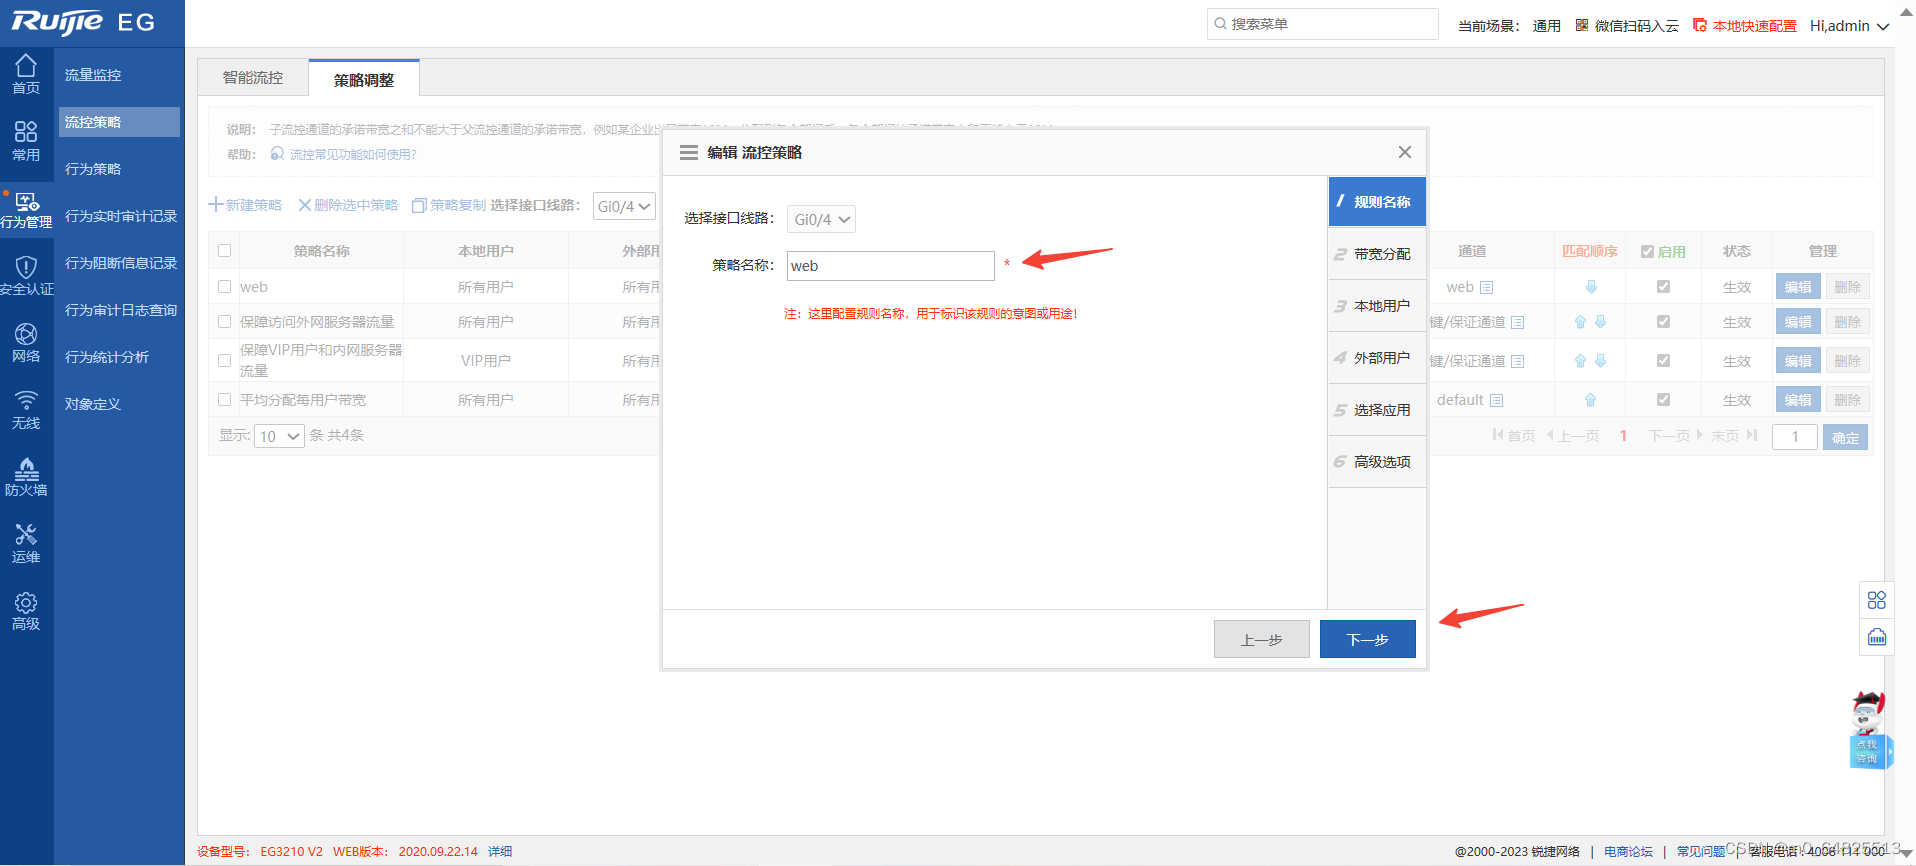 Ruijie EG
搜索菜单
当前场景： 通用 微信扫码入云 本地快速配置 Hi,admin
首页
常用
行为管理
安全认证
网络
无线
防火墙
运维
高级
流量监控
流控策略
行为策略
行为实时审计记录
行为阻断信息记录
行为审计日志查询
行为统计分析
对象定义
智能流控 策略调整
说明： 子流控通道的承诺带宽之和不能大于父流控通道的承诺带宽，例如某企业出
帮助： 流控常见功能如何使用?
新建策略 删除选中策略 策略复制 选择接口线路： Gi0/4
策略名称 本地用户 外部用 通道 匹配顺序 启用 状态 管理
web 所有用户 所有用 web 生效 编辑 删除
保障访问外网服务器流量 所有用户 所有用 键/保证通道 生效 编辑 删除
保障VIP用户和内网服务器
流量 VIP用户 所有用 键/保证通道 生效 编辑 删除
平均分配每用户带宽 所有用户 所有用 default 生效 编辑 删除
显示: 10 条 共4条 首页 上一页 1 下一页 末页 1 确定
编辑 流控策略
选择接口线路： Gi0/4
策略名称： web *
注：这里配置规则名称，用于标识该规则的意图或用途!
1 规则名称
2 带宽分配
3 本地用户
4 外部用户
5 选择应用
6 高级选项
上一步 下一步
点我
咨询
设备型号： EG3210 V2 WEB版本： 2020.09.22.14 详细
@2000-2023 锐捷网络 | 电商论坛 | 常见问题 | 客服电话：4008 111 000